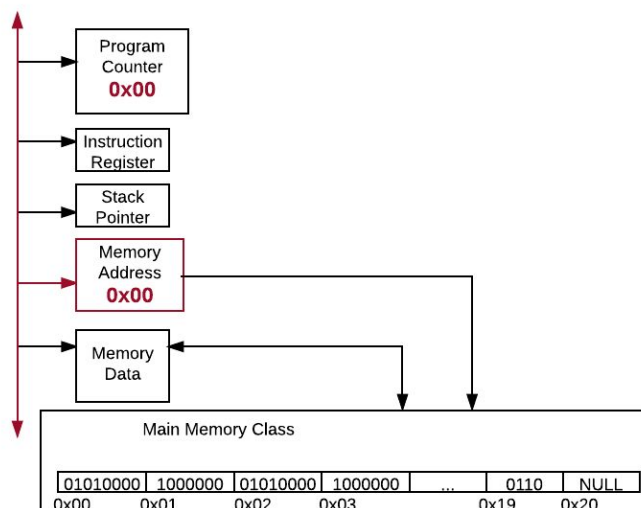 Program
Counter
0x00
Instruction
Register
Stack
Pointer
Memory
Address
0x00
Memory
Data
Main Memory Class
01010000 1000000 01010000 1000000 ... 0110 NULL
0x00 0x01 0x02 0x03 0x19 0x20